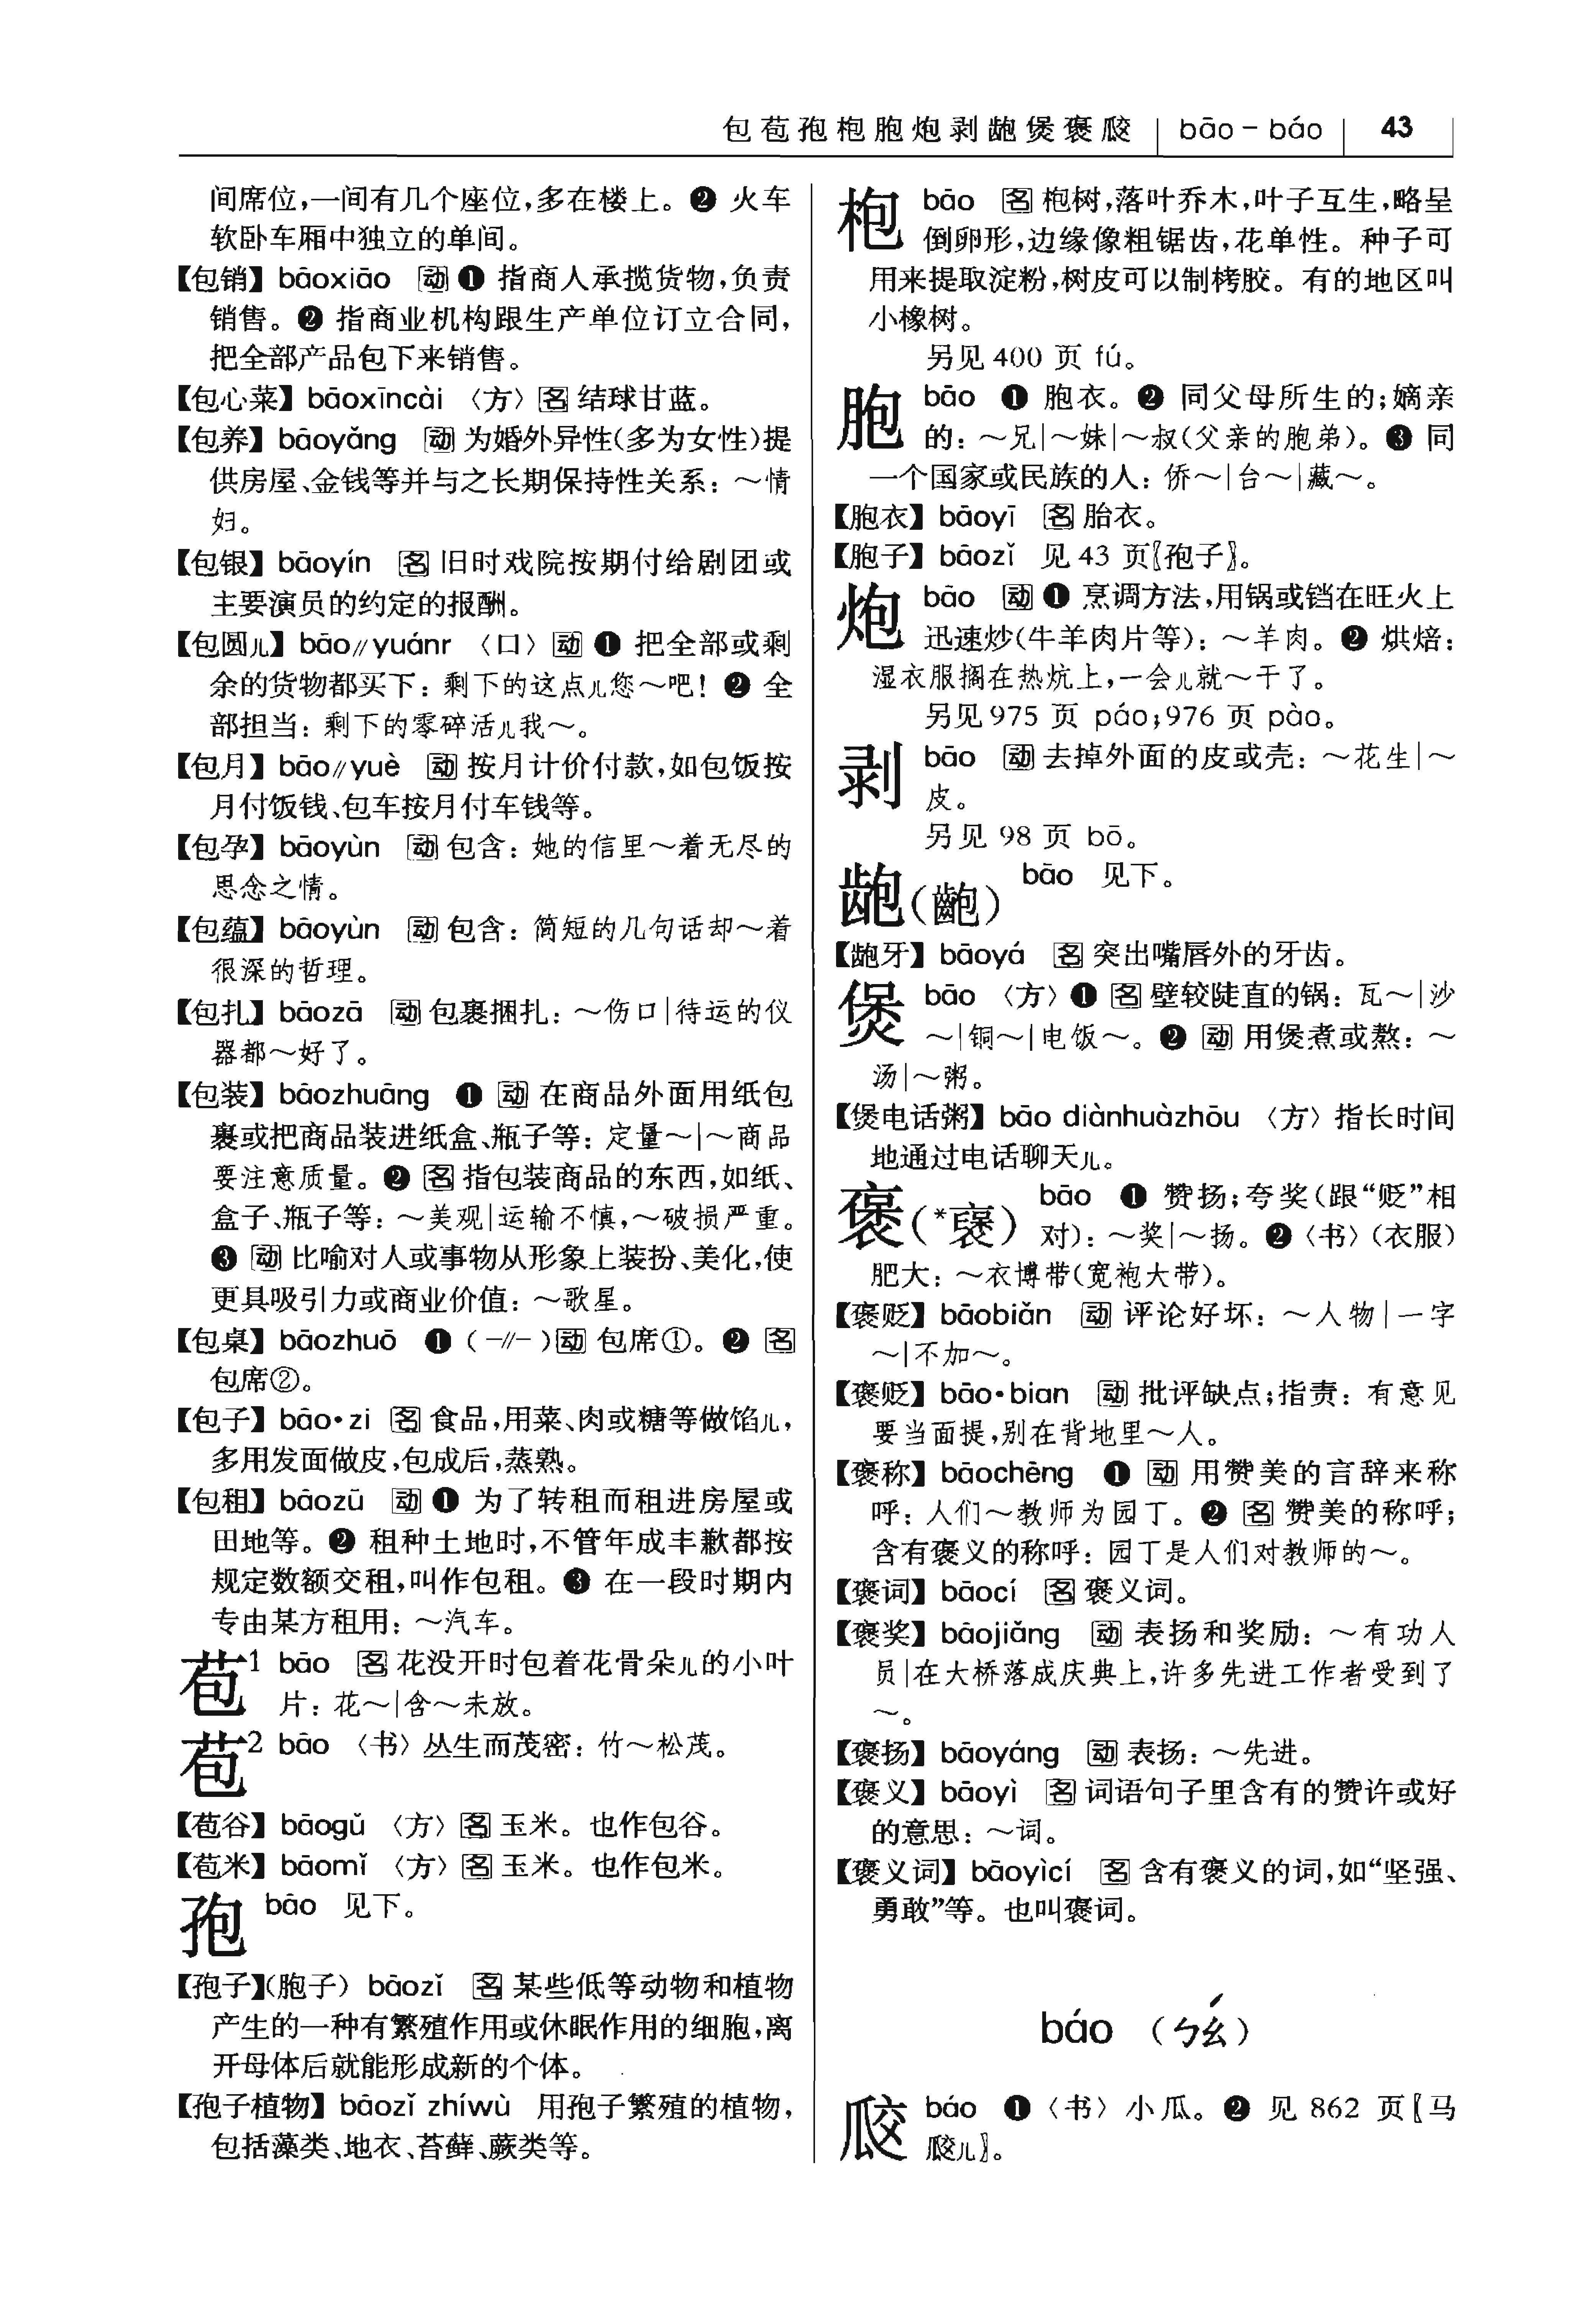 包苞孢枹胞炮剥龅煲褒瓝 bāo－báo 43
间席位，一间有几个座位，多在楼上。❷ 火车
软卧车厢中独立的单间。
【包销】bāoxiāo 动 ❶ 指商人承揽货物，负责
销售。❷ 指商业机构跟生产单位订立合同，
把全部产品包下来销售。
【包心菜】bāoxīncài 〈方〉名 结球甘蓝。
【包养】bāoyǎng 动 为婚外异性（多为女性）提
供房屋、金钱等并与之长期保持性关系：～情
妇。
【包银】bāoyín 名 旧时戏院按期付给剧团或
主要演员的约定的报酬。
【包圆儿】bāo∥yuánr 〈口〉动 ❶ 把全部或剩
余的货物都买下：剩下的这点儿您～吧！❷ 全
部担当：剩下的零碎活儿我～。
【包月】bāo∥yuè 动 按月计价付款，如包饭按
月付饭钱、包车按月付车钱等。
【包孕】bāoyùn 动 包含：她的信里～着无尽的
思念之情。
【包蕴】bāoyùn 动 包含：简短的几句话却～着
很深的哲理。
【包扎】bāozā 动 包裹捆扎：～伤口｜待运的仪
器都～好了。
【包装】bāozhuāng ❶ 动 在商品外面用纸包
裹或把商品装进纸盒、瓶子等：定量～｜～商品
要注意质量。❷ 名 指包装商品的东西，如纸、
盒子、瓶子等：～美观｜运输不慎，～破损严重。
❸ 动 比喻对人或事物从形象上装扮、美化，使
更具吸引力或商业价值：～歌星。
【包桌】bāozhuō ❶（－∥－）动 包席①。❷ 名
包席②。
【包子】bāo·zi 名 食品，用菜、肉或糖等做馅儿，
多用发面做皮，包成后，蒸熟。
【包租】bāozū 动 ❶ 为了转租而租进房屋或
田地等。❷ 租种土地时，不管年成丰歉都按
规定数额交租，叫作包租。❸ 在一段时期内
专由某方租用：～汽车。
苞¹ bāo 名 花没开时包着花骨朵儿的小叶
片：花～｜含～未放。
苞² bāo 〈书〉丛生而茂密：竹～松茂。
【苞谷】bāogǔ 〈方〉名 玉米。也作包谷。
【苞米】bāomǐ 〈方〉名 玉米。也作包米。
孢 bāo 见下。
【孢子】（胞子）bāozǐ 名 某些低等动物和植物
产生的一种有繁殖作用或休眠作用的细胞，离
开母体后就能形成新的个体。
【孢子植物】bāozǐ zhíwù 用孢子繁殖的植物，
包括藻类、地衣、苔藓、蕨类等。
枹 bāo 名 枹树，落叶乔木，叶子互生，略呈
倒卵形，边缘像粗锯齿，花单性。种子可
用来提取淀粉，树皮可以制栲胶。有的地区叫
小橡树。
另见 400 页 fú。
胞 bāo ❶ 胞衣。❷ 同父母所生的；嫡亲
的：～兄｜～妹｜～叔（父亲的胞弟）。❸ 同
一个国家或民族的人：侨～｜台～｜藏～。
【胞衣】bāoyī 名 胎衣。
【胞子】bāozǐ 见 43 页〖孢子〗。
炮 bāo 动 ❶ 烹调方法，用锅或铛在旺火上
迅速炒（牛羊肉片等）：～羊肉。❷ 烘焙：
湿衣服搁在热炕上，一会儿就～干了。
另见 975 页 páo；976 页 pào。
剥 bāo 动 去掉外面的皮或壳：～花生｜～
皮。
另见 98 页 bō。
龅（齙） bāo 见下。
【龅牙】bāoyá 名 突出嘴唇外的牙齿。
煲 bāo 〈方〉❶ 名 壁较陡直的锅：瓦～｜沙
～｜铜～｜电饭～。❷ 动 用煲煮或熬：～
汤｜～粥。
【煲电话粥】bāo diànhuàzhōu 〈方〉指长时间
地通过电话聊天儿。
褒（*襃） bāo ❶ 赞扬；夸奖（跟“贬”相
对）：～奖｜～扬。❷〈书〉（衣服）
肥大：～衣博带（宽袍大带）。
【褒贬】bāobiǎn 动 评论好坏：～人物｜一字
～｜不加～。
【褒贬】bāo·bian 动 批评缺点；指责：有意见
要当面提，别在背地里～人。
【褒称】bāochēng ❶ 动 用赞美的言辞来称
呼：人们～教师为园丁。❷ 名 赞美的称呼；
含有褒义的称呼：园丁是人们对教师的～。
【褒词】bāocí 名 褒义词。
【褒奖】bāojiǎng 动 表扬和奖励：～有功人
员｜在大桥落成庆典上，许多先进工作者受到了
～。
【褒扬】bāoyáng 动 表扬：～先进。
【褒义】bāoyì 名 词语句子里含有的赞许或好
的意思：～词。
【褒义词】bāoyìcí 名 含有褒义的词，如“坚强、
勇敢”等。也叫褒词。
báo （ㄅㄠˊ）
瓝 báo ❶〈书〉小瓜。❷ 见 862 页〖马
瓝儿〗。